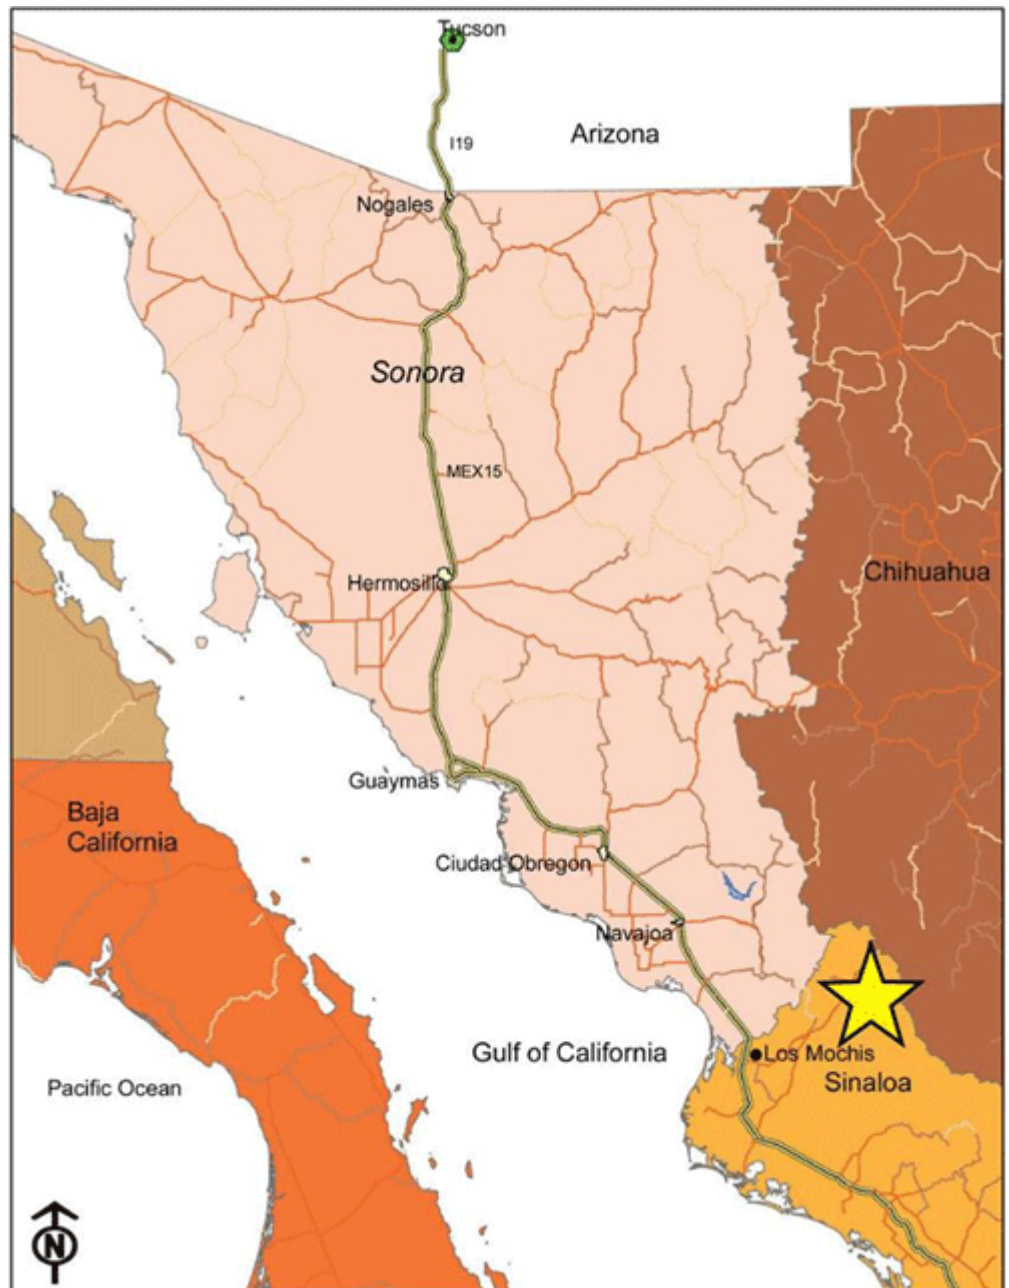 Tucson
Arizona
I19
Nogales
Sonora
MEX15
Chihuahua
Hermosillo
Guaymas
Baja
California
Ciudad Obregon
Navajoa
Gulf of California
Los Mochis
Sinaloa
Pacific Ocean
N